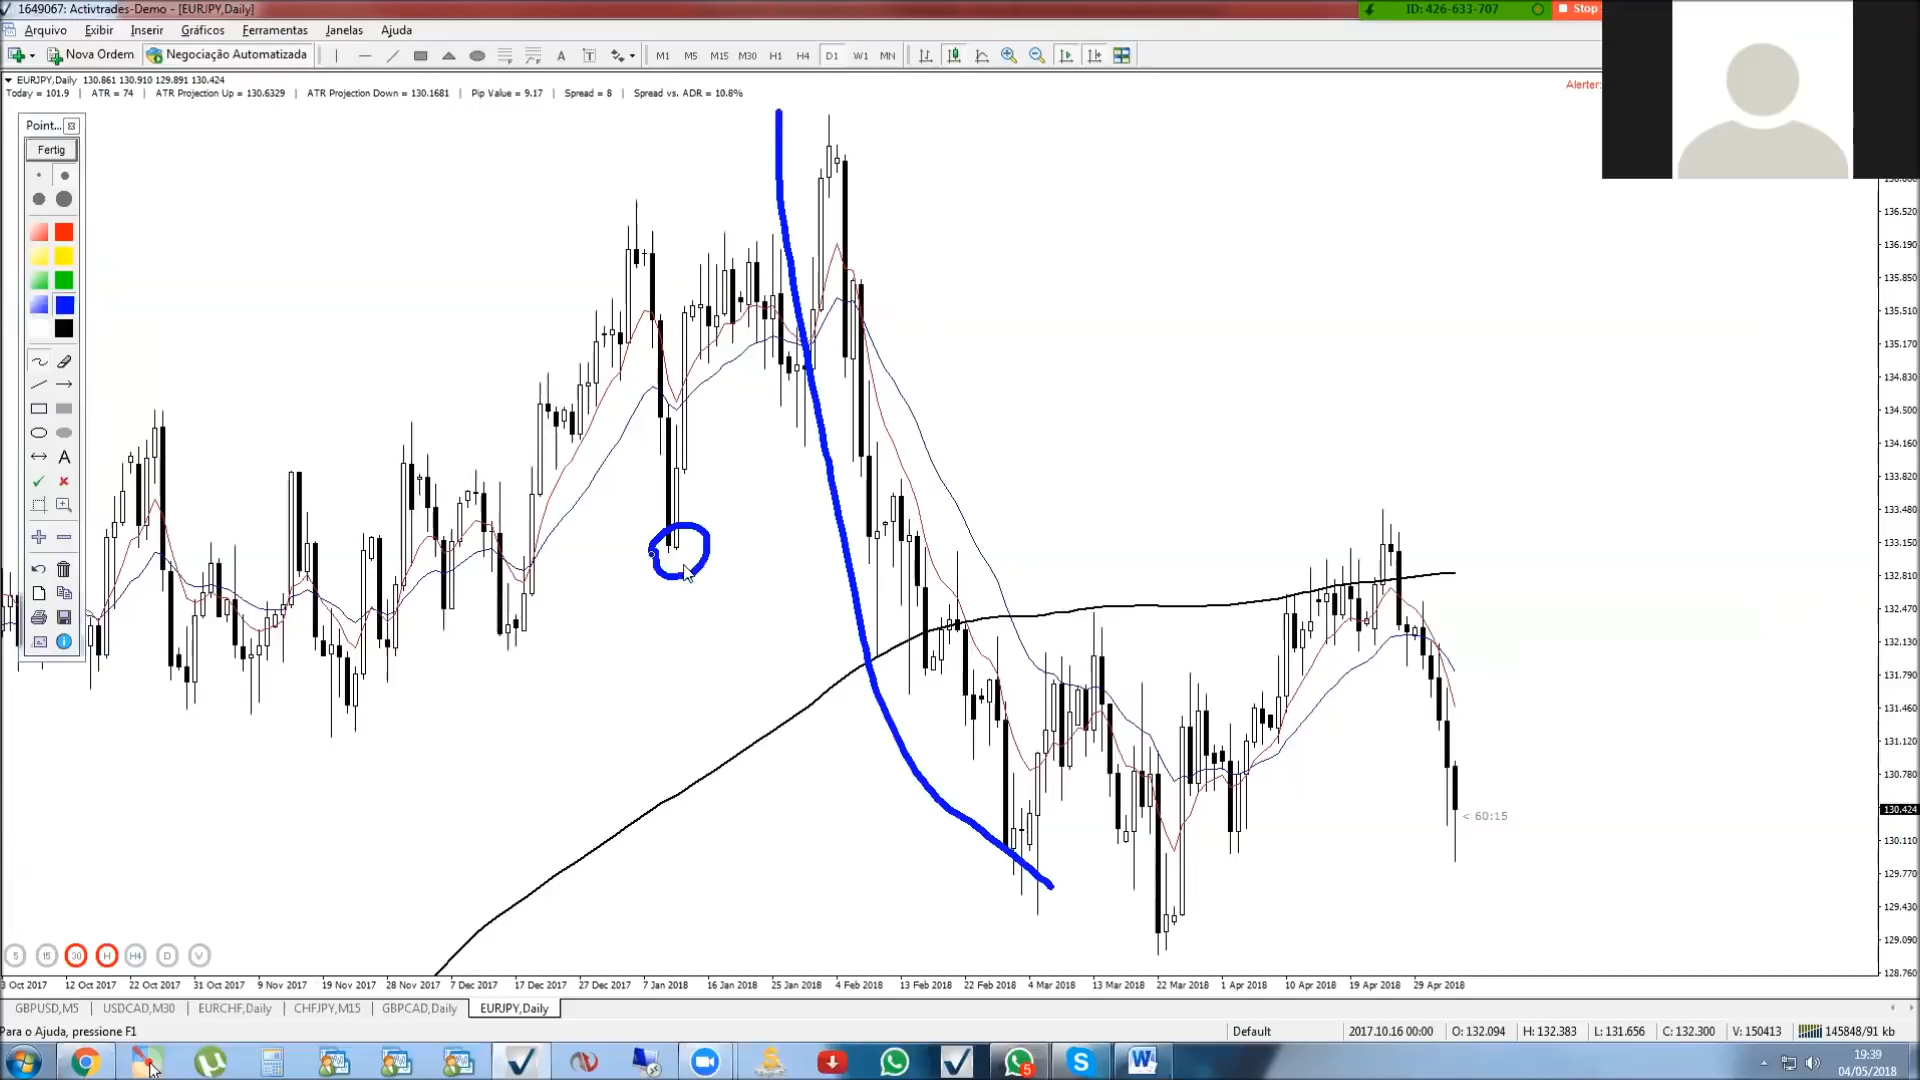 1649067: Activtrades-Demo - [EURJPY,Daily]
ID: 426-633-707
Stop
Arquivo Exibir Inserir Gráficos Ferramentas Janelas Ajuda
Nova Ordem Negociação Automatizada A T M1 M5 M15 M30 H1 H4 D1 W1 MN
EURJPY,Daily 130.861 130.910 129.891 130.424
Today = 101.9 | ATR = 74 | ATR Projection Up = 130.6329 | ATR Projection Down = 130.1681 | Pip Value = 9.17 | Spread = 8 | Spread vs. ADR = 10.8%
Alerter:
Point...
Fertig
A
136.520
136.190
135.850
135.510
135.170
134.830
134.500
134.160
133.820
133.480
133.150
132.810
132.470
132.130
131.790
131.460
131.120
130.780
130.424
130.110
129.770
129.430
129.090
128.760
< 60:15
5 15 30 H H4 D V
3 Oct 2017 12 Oct 2017 22 Oct 2017 31 Oct 2017 9 Nov 2017 19 Nov 2017 28 Nov 2017 7 Dec 2017 17 Dec 2017 27 Dec 2017 7 Jan 2018 16 Jan 2018 25 Jan 2018 4 Feb 2018 13 Feb 2018 22 Feb 2018 4 Mar 2018 13 Mar 2018 22 Mar 2018 1 Apr 2018 10 Apr 2018 19 Apr 2018 29 Apr 2018
GBPUSD,M5 USDCAD,M30 EURCHF,Daily CHFJPY,M15 GBPCAD,Daily EURJPY,Daily
Para o Ajuda, pressione F1
Default 2017.10.16 00:00 O: 132.094 H: 132.383 L: 131.656 C: 132.300 V: 150413 145848/91 kb
5
19:39
04/05/2018